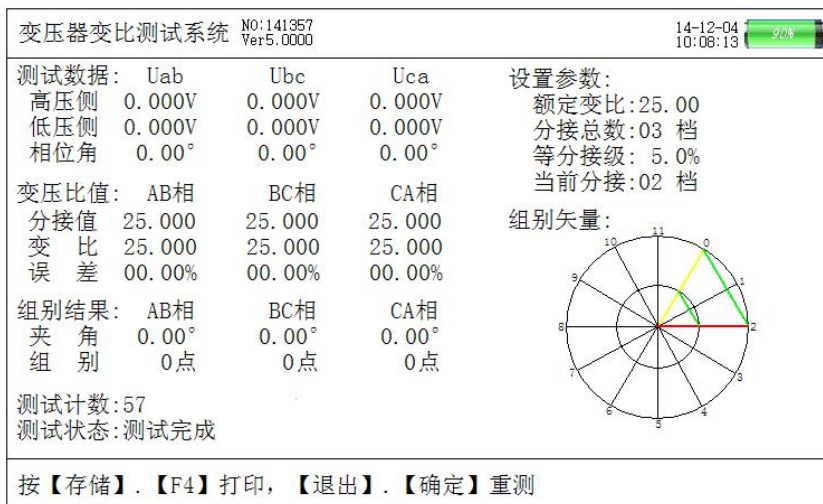 变压器变比测试系统 NO:141357 Ver5.0000 14-12-04 10:08:13 90%
测试数据: Uab Ubc Uca
高压侧 0.000V 0.000V 0.000V
低压侧 0.000V 0.000V 0.000V
相位角 0.00° 0.00° 0.00°
变压比值: AB相 BC相 CA相
分接值 25.000 25.000 25.000
变 比 25.000 25.000 25.000
误 差 00.00% 00.00% 00.00%
组别结果: AB相 BC相 CA相
夹 角 0.00° 0.00° 0.00°
组 别 0点 0点 0点
测试计数:57
测试状态:测试完成
设置参数:
额定变比:25.00
分接总数:03 档
等分接级: 5.0%
当前分接:02 档
组别矢量:
11
10 0
9 1
8 2
7 3
6 4
5
按【存储】.【F4】打印, 【退出】.【确定】重测